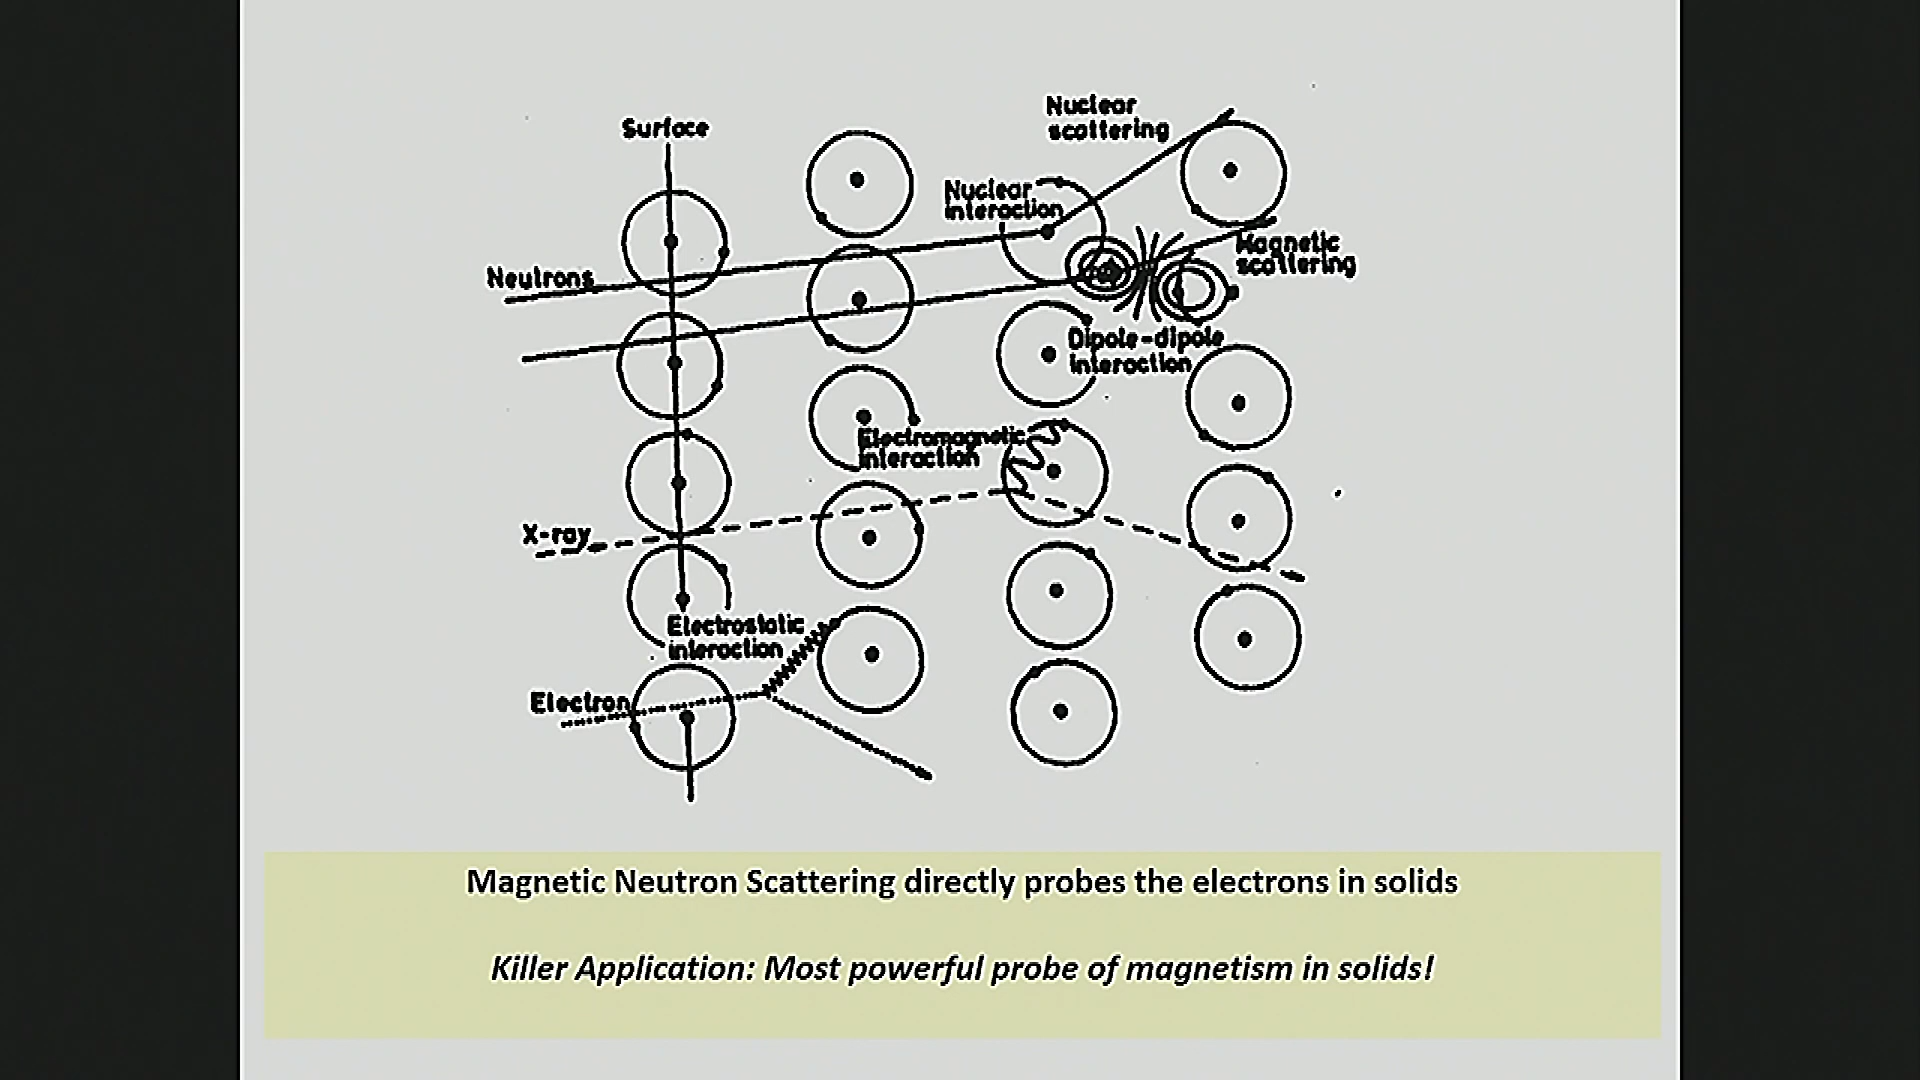 Surface
Nuclear
scattering
Nuclear
interaction
Neutrons
Magnetic
scattering
Dipole-dipole
interaction
Electromagnetic
interaction
X-ray
Electrostatic
interaction
Electron
Magnetic Neutron Scattering directly probes the electrons in solids
Killer Application: Most powerful probe of magnetism in solids!